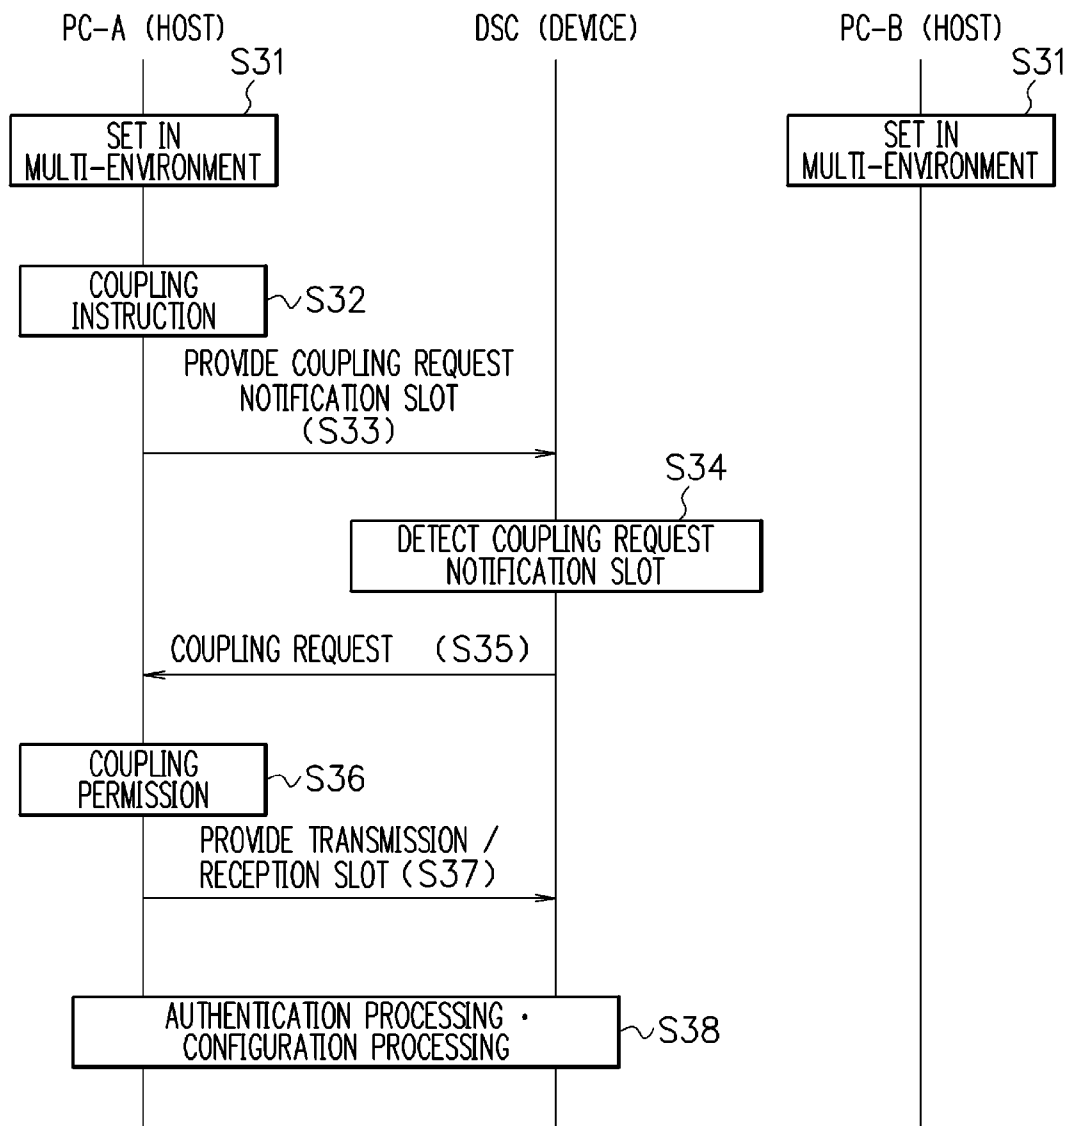 PC-A (HOST)
DSC (DEVICE)
PC-B (HOST)
S31
S31
SET IN
MULTI-ENVIRONMENT
SET IN
MULTI-ENVIRONMENT
COUPLING
INSTRUCTION
S32
PROVIDE COUPLING REQUEST
NOTIFICATION SLOT
(S33)
S34
DETECT COUPLING REQUEST
NOTIFICATION SLOT
COUPLING REQUEST (S35)
COUPLING
PERMISSION
S36
PROVIDE TRANSMISSION /
RECEPTION SLOT (S37)
AUTHENTICATION PROCESSING ·
CONFIGURATION PROCESSING
S38